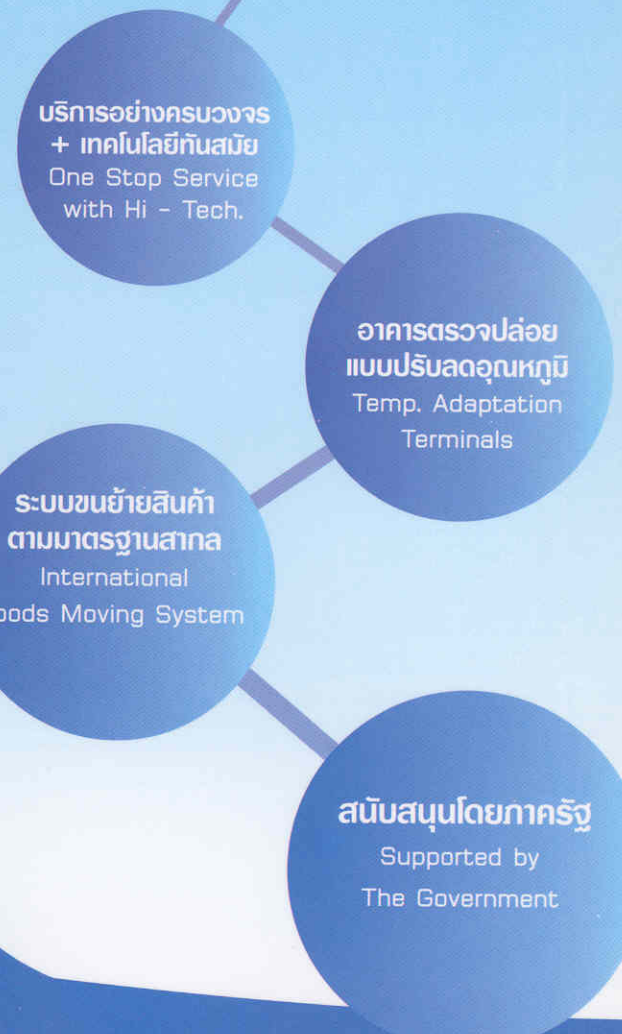 บริการอย่างครบวงจร
+ เทคโนโลยีทันสมัย
One Stop Service
with Hi - Tech.
อาคารตรวจปล่อย
แบบปรับลดอุณหภูมิ
Temp. Adaptation
Terminals
ระบบขนย้ายสินค้า
ตามมาตรฐานสากล
International
Moving System
สนับสนุนโดยภาครัฐ
Supported by
The Government